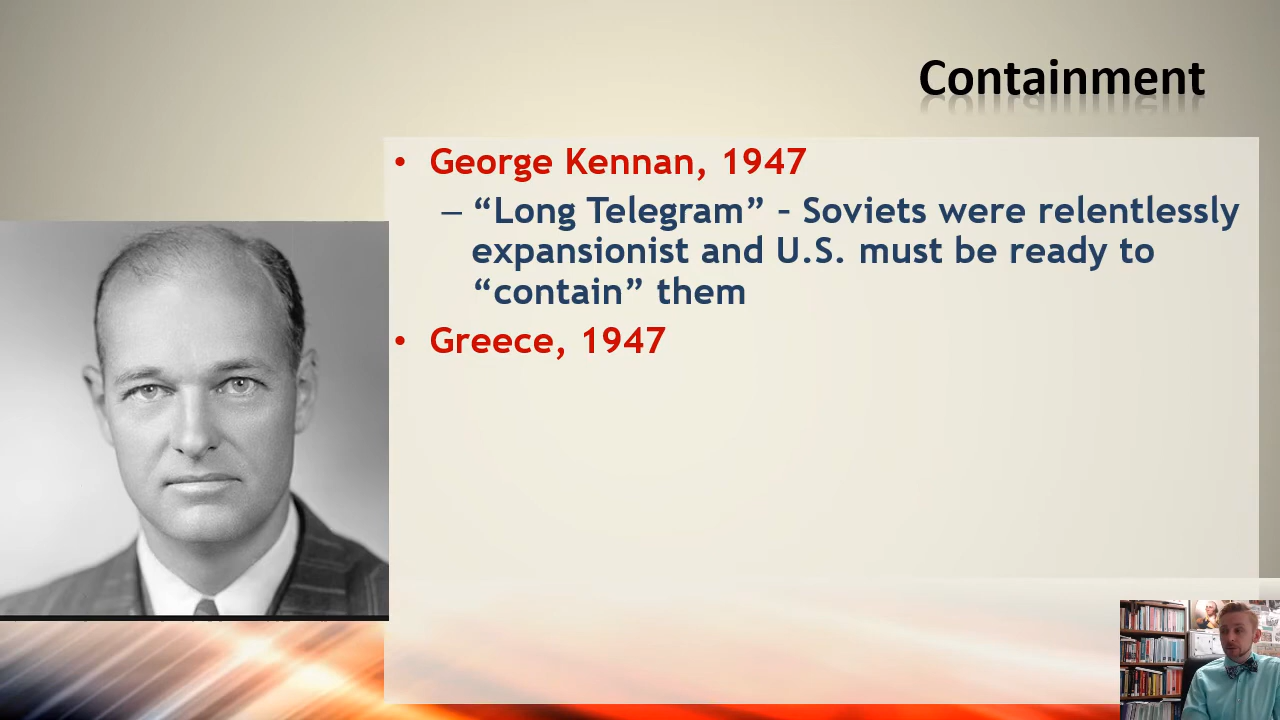 Containment
• George Kennan, 1947
– “Long Telegram” – Soviets were relentlessly
expansionist and U.S. must be ready to
“contain” them
• Greece, 1947